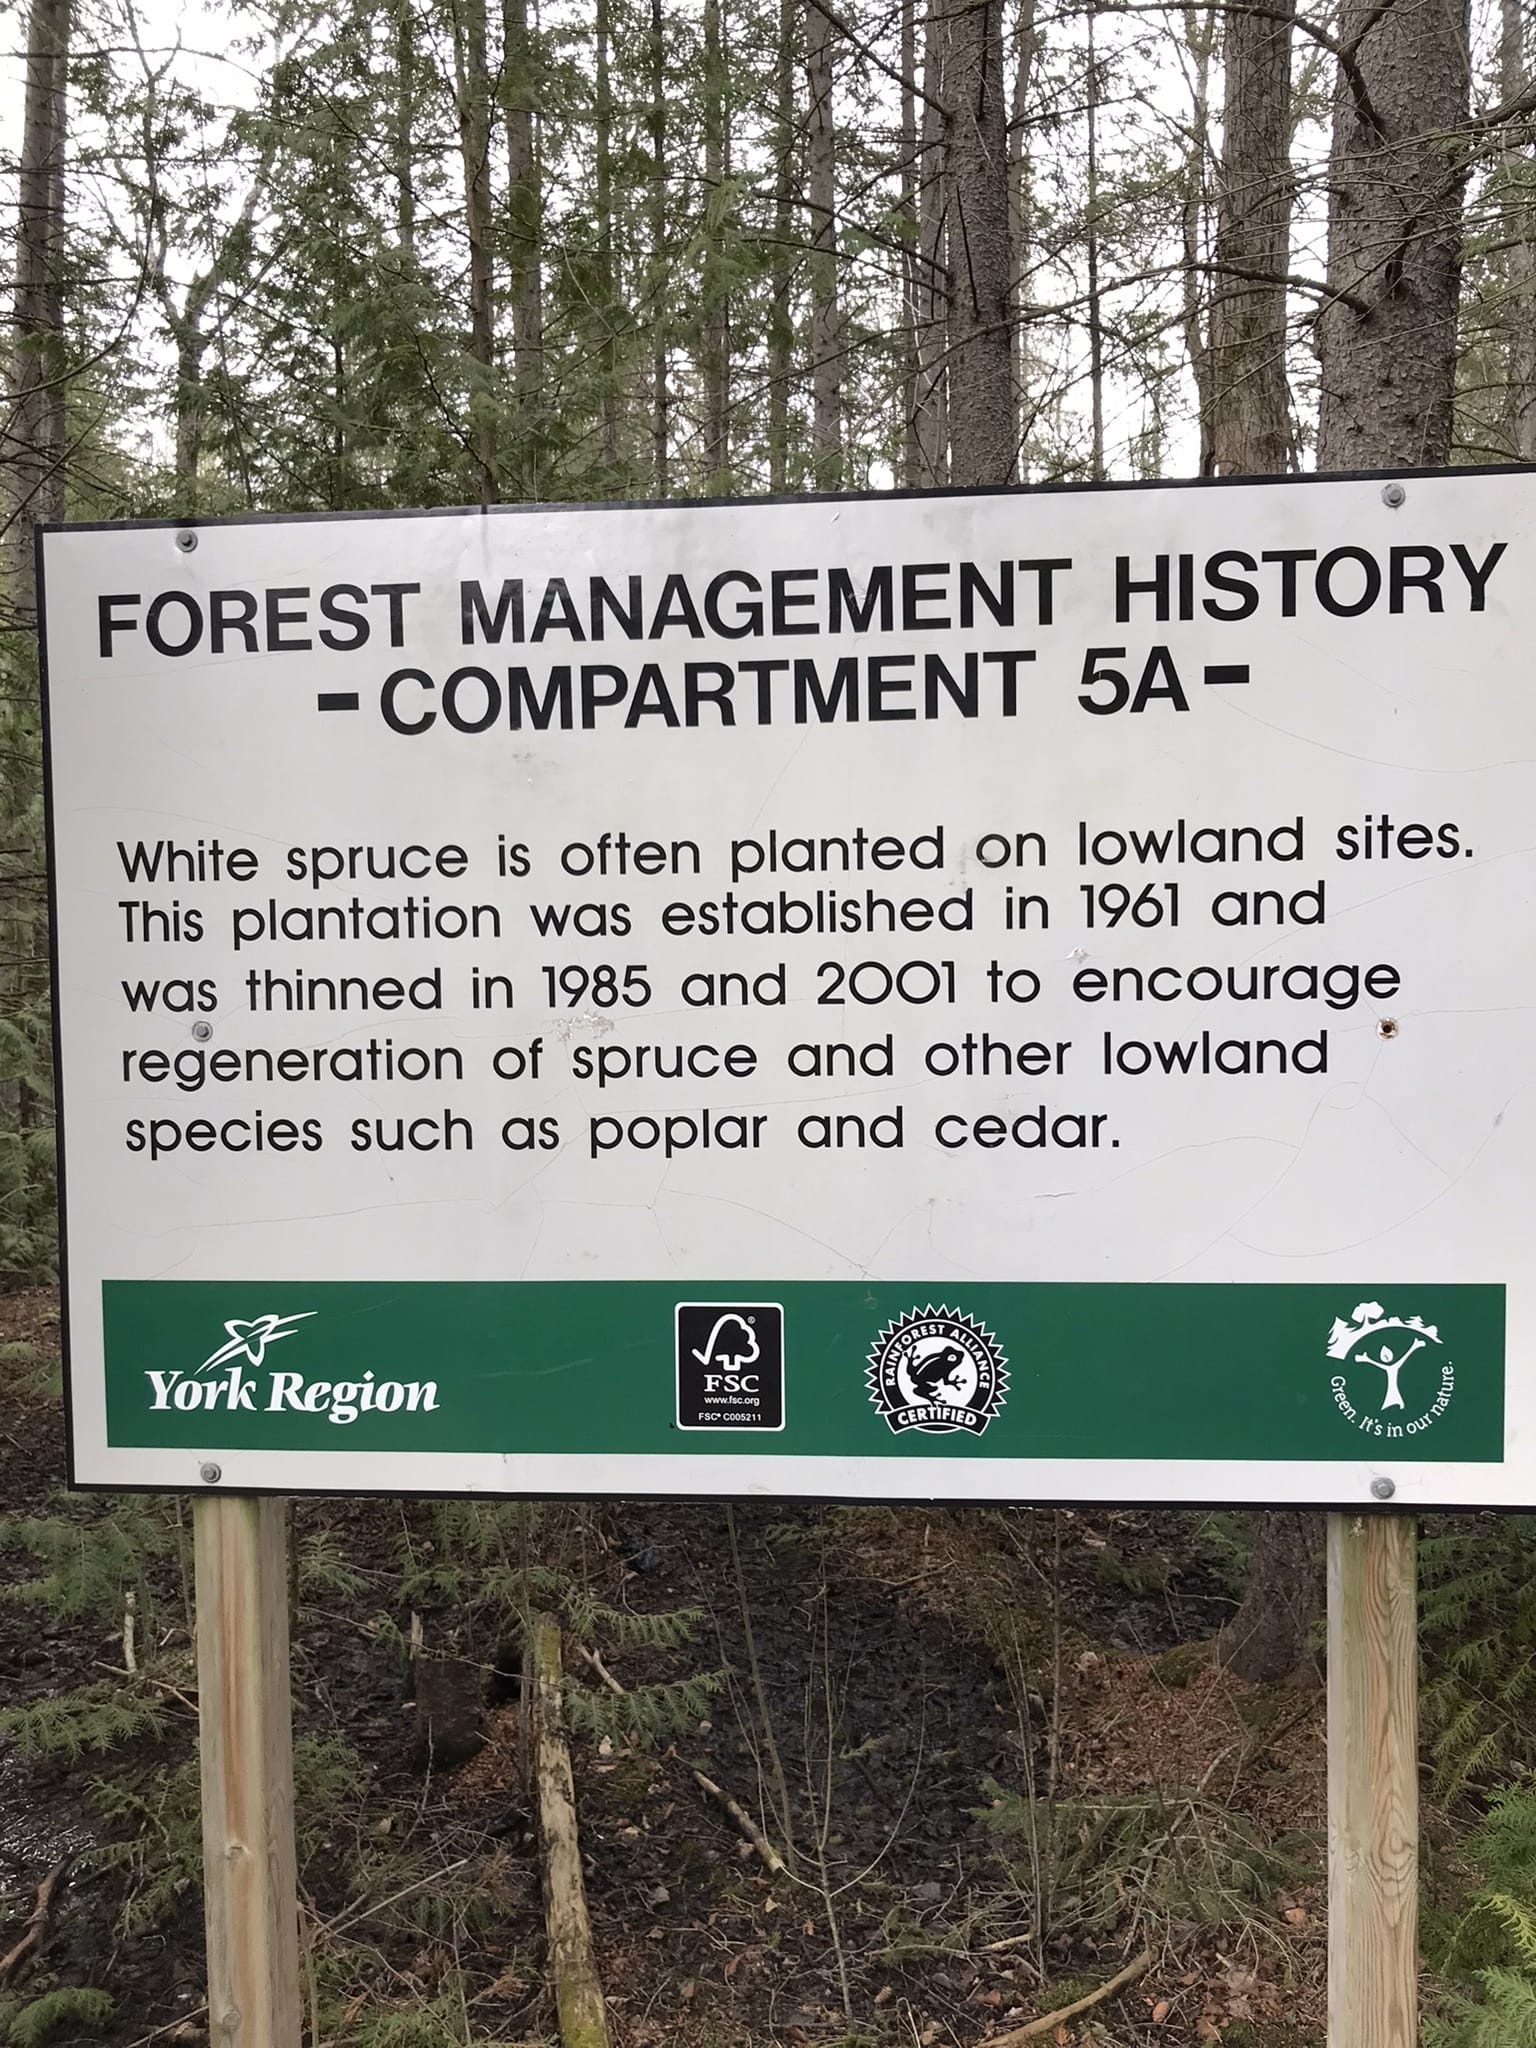 FOREST MANAGEMENT HISTORY
- COMPARTMENT 5A -
White spruce is often planted on lowland sites.
This plantation was established in 1961 and
was thinned in 1985 and 2001 to encourage
regeneration of spruce and other lowland
species such as poplar and cedar.
York Region
®
FSC
www.fsc.org
FSC® C005211
RAINFOREST ALLIANCE
CERTIFIED
Green. It's in our nature.